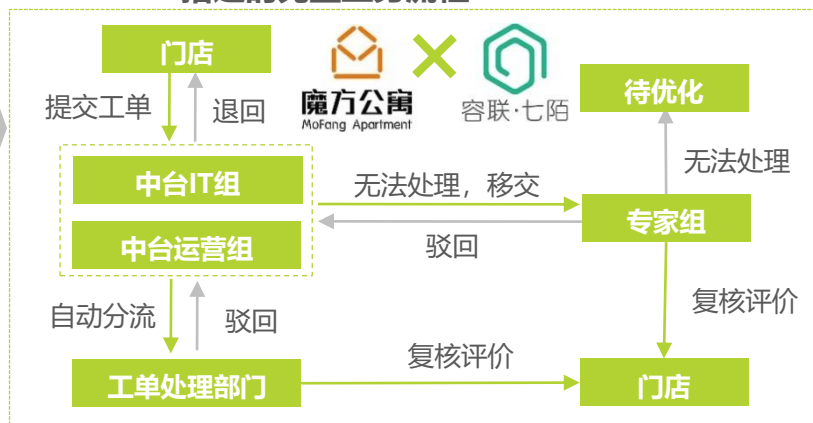 门店
提交工单
退回
魔方公寓
MoFang Apartment
容联·七陌
待优化
无法处理
中台IT组
中台运营组
无法处理，移交
驳回
专家组
自动分流
驳回
复核评价
复核评价
工单处理部门
门店